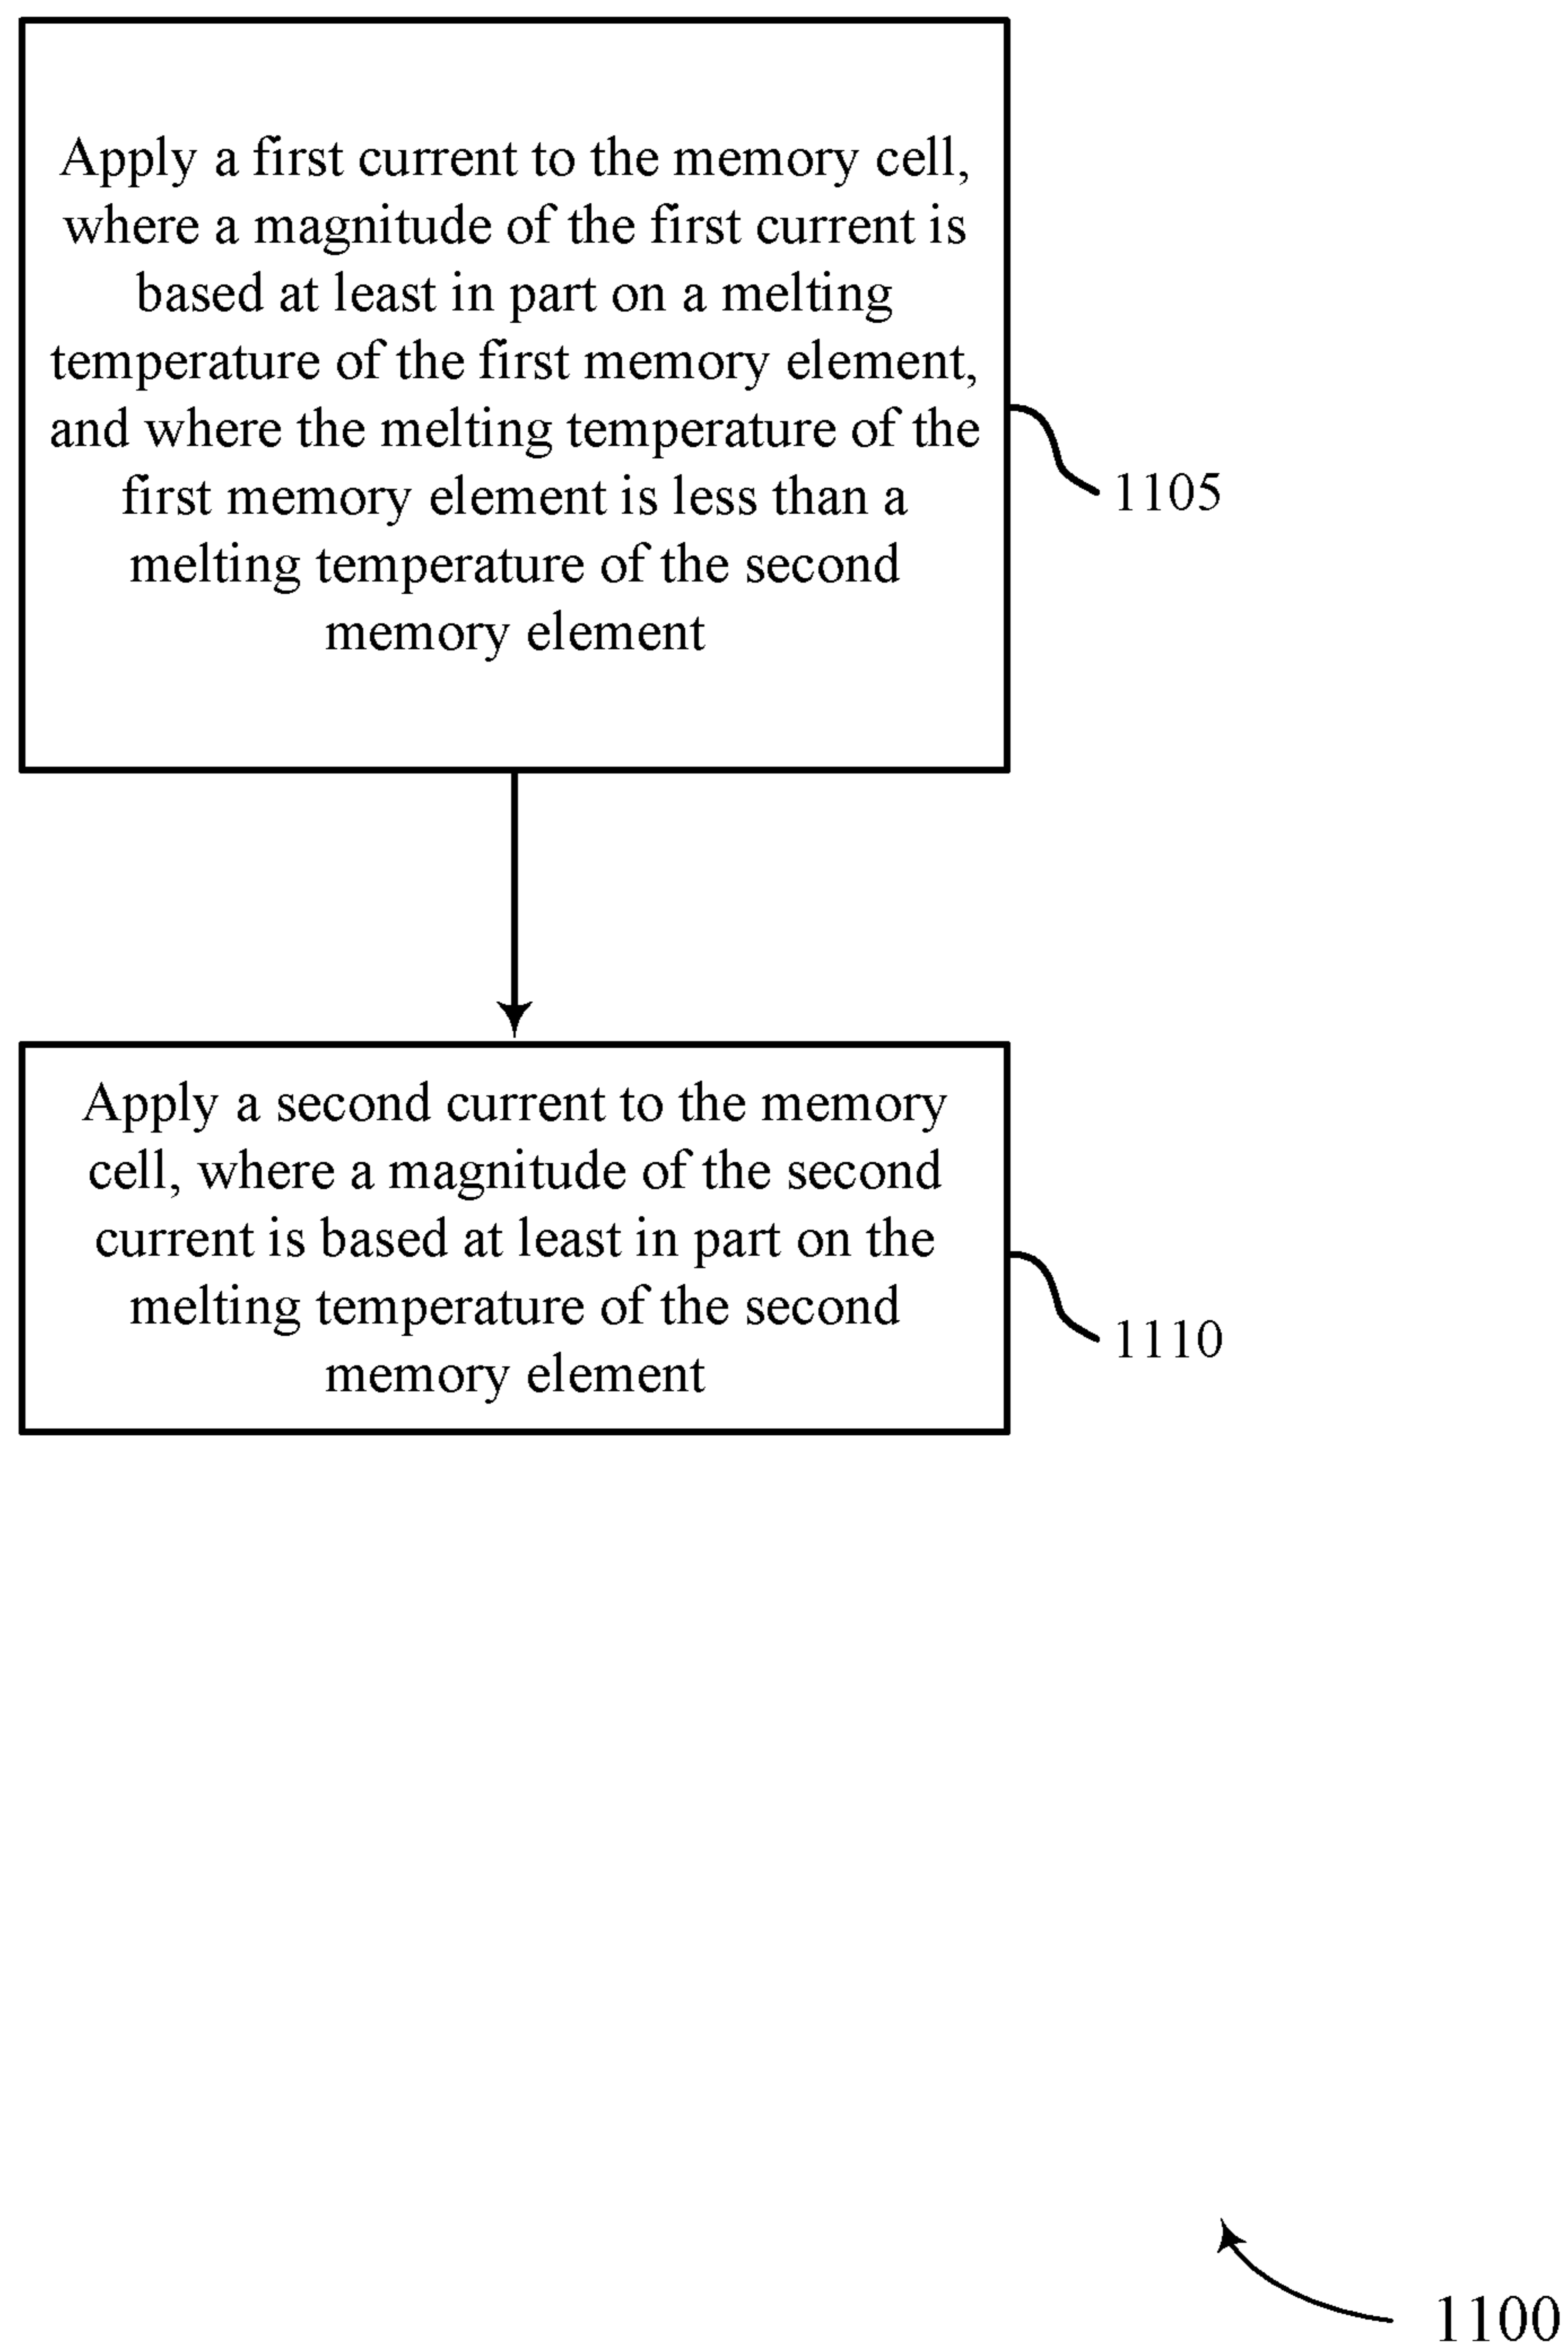 Apply a first current to the memory cell,
where a magnitude of the first current is
based at least in part on a melting
temperature of the first memory element,
and where the melting temperature of the
first memory element is less than a
melting temperature of the second
memory element
1105
Apply a second current to the memory
cell, where a magnitude of the second
current is based at least in part on the
melting temperature of the second
memory element
1110
1100